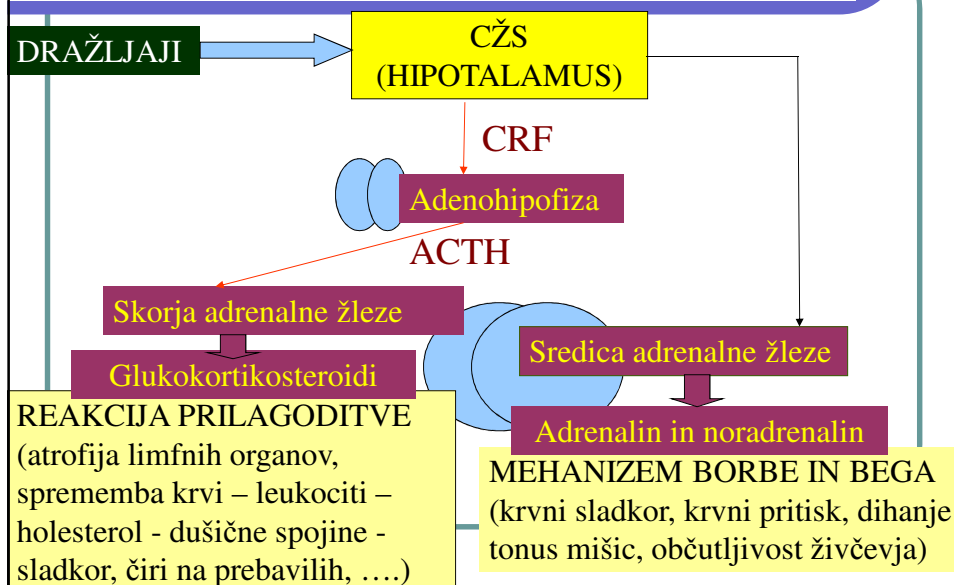 DRAŽLJAJI
CŽS
(HIPOTALAMUS)
CRF
Adenohipofiza
ACTH
Skorja adrenalne žleze
Glukokortikosteroidi
REAKCIJA PRILAGODITVE
(atrofija limfnih organov,
sprememba krvi – leukociti –
holesterol - dušične spojine -
sladkor, čiri na prebavilih, ….)
Sredica adrenalne žleze
Adrenalin in noradrenalin
MEHANIZEM BORBE IN BEGA
(krvni sladkor, krvni pritisk, dihanje
tonus mišic, občutljivost živčevja)